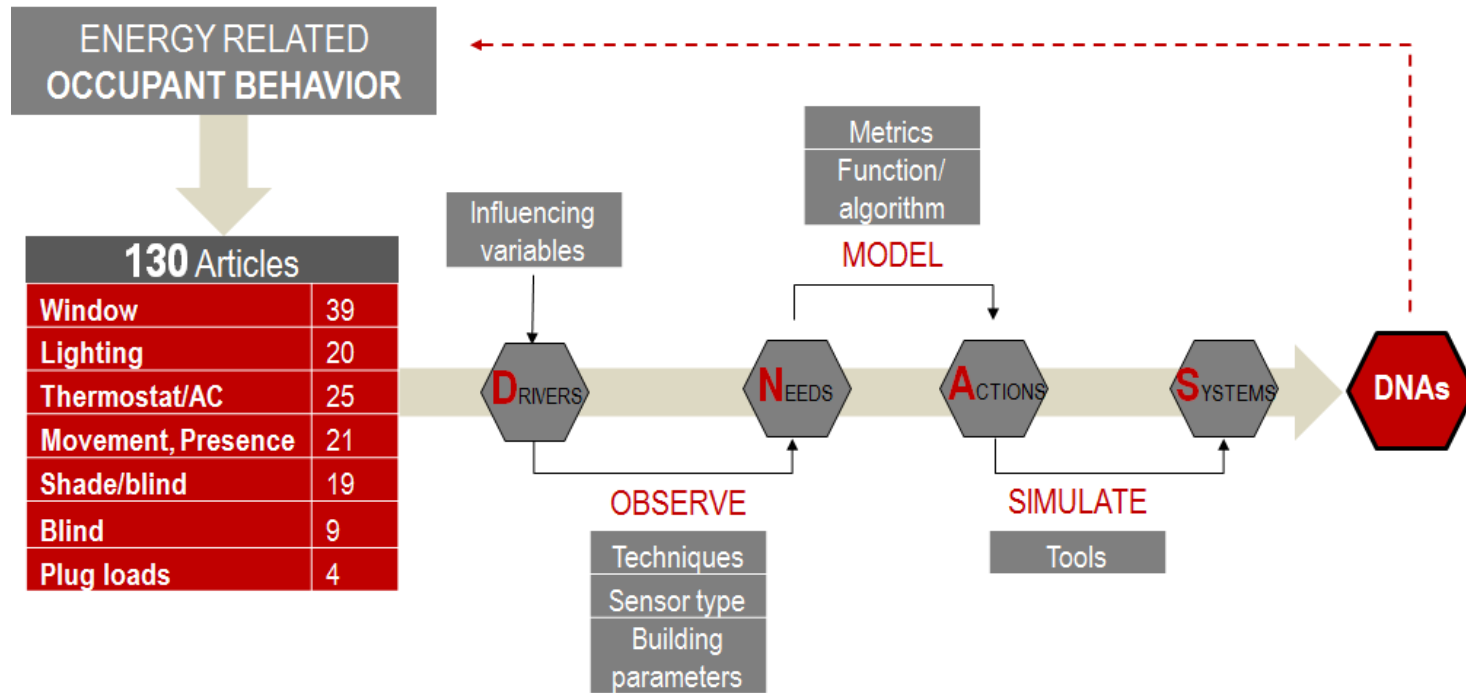 ENERGY RELATED
OCCUPANT BEHAVIOR
130 Articles
Window 39
Lighting 20
Thermostat/AC 25
Movement, Presence 21
Shade/blind 19
Blind 9
Plug loads 4
Influencing
variables
Metrics
Function/
algorithm
MODEL
DRIVERS
NEEDS
ACTIONS
SYSTEMS
DNAs
OBSERVE
Techniques
Sensor type
Building
parameters
SIMULATE
Tools